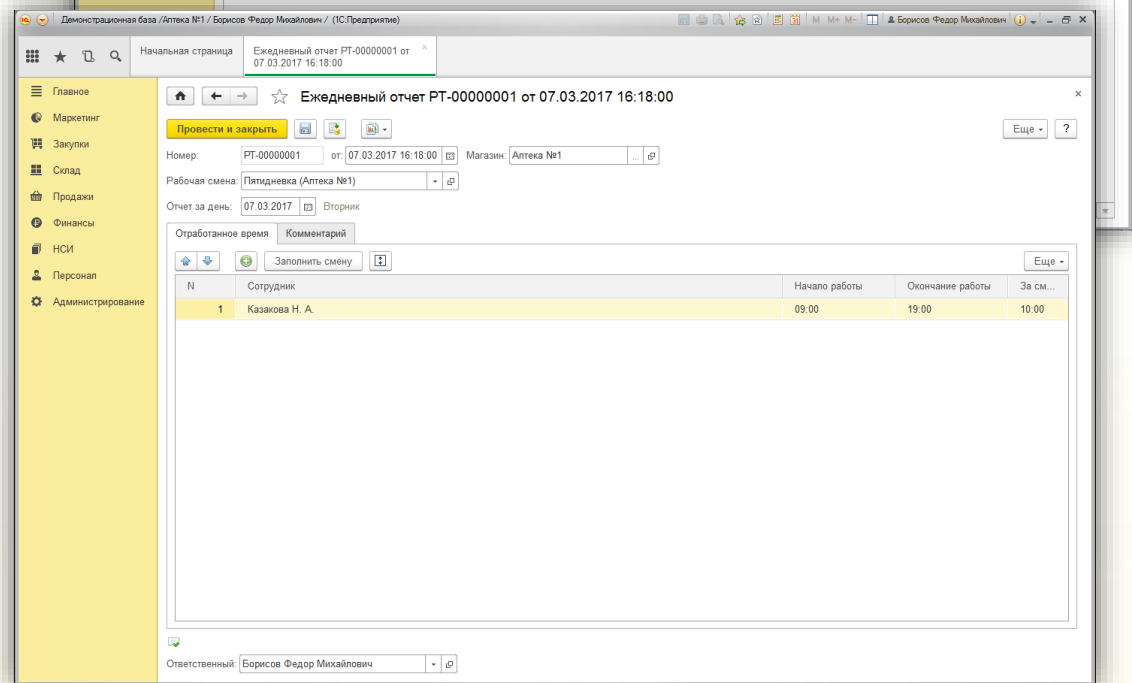 Демонстрационная база /Аптека №1 / Борисов Федор Михайлович / (1С:Предприятие)
M M+ M- Борисов Федор Михайлович
Начальная страница
Ежедневный отчет РТ-00000001 от
07.03.2017 16:18:00
Главное
Маркетинг
Закупки
Склад
Продажи
Финансы
НСИ
Персонал
Администрирование
Ежедневный отчет РТ-00000001 от 07.03.2017 16:18:00
Провести и закрыть
Еще
?
Номер: РТ-00000001 от: 07.03.2017 16:18:00 Магазин: Аптека №1 ...
Рабочая смена: Пятидневка (Аптека №1)
Отчет за день: 07.03.2017 Вторник
Отработанное время Комментарий
Заполнить смену
Еще
N Сотрудник Начало работы Окончание работы За см...
1 Казакова Н. А. 09:00 19:00 10:00
Ответственный: Борисов Федор Михайлович